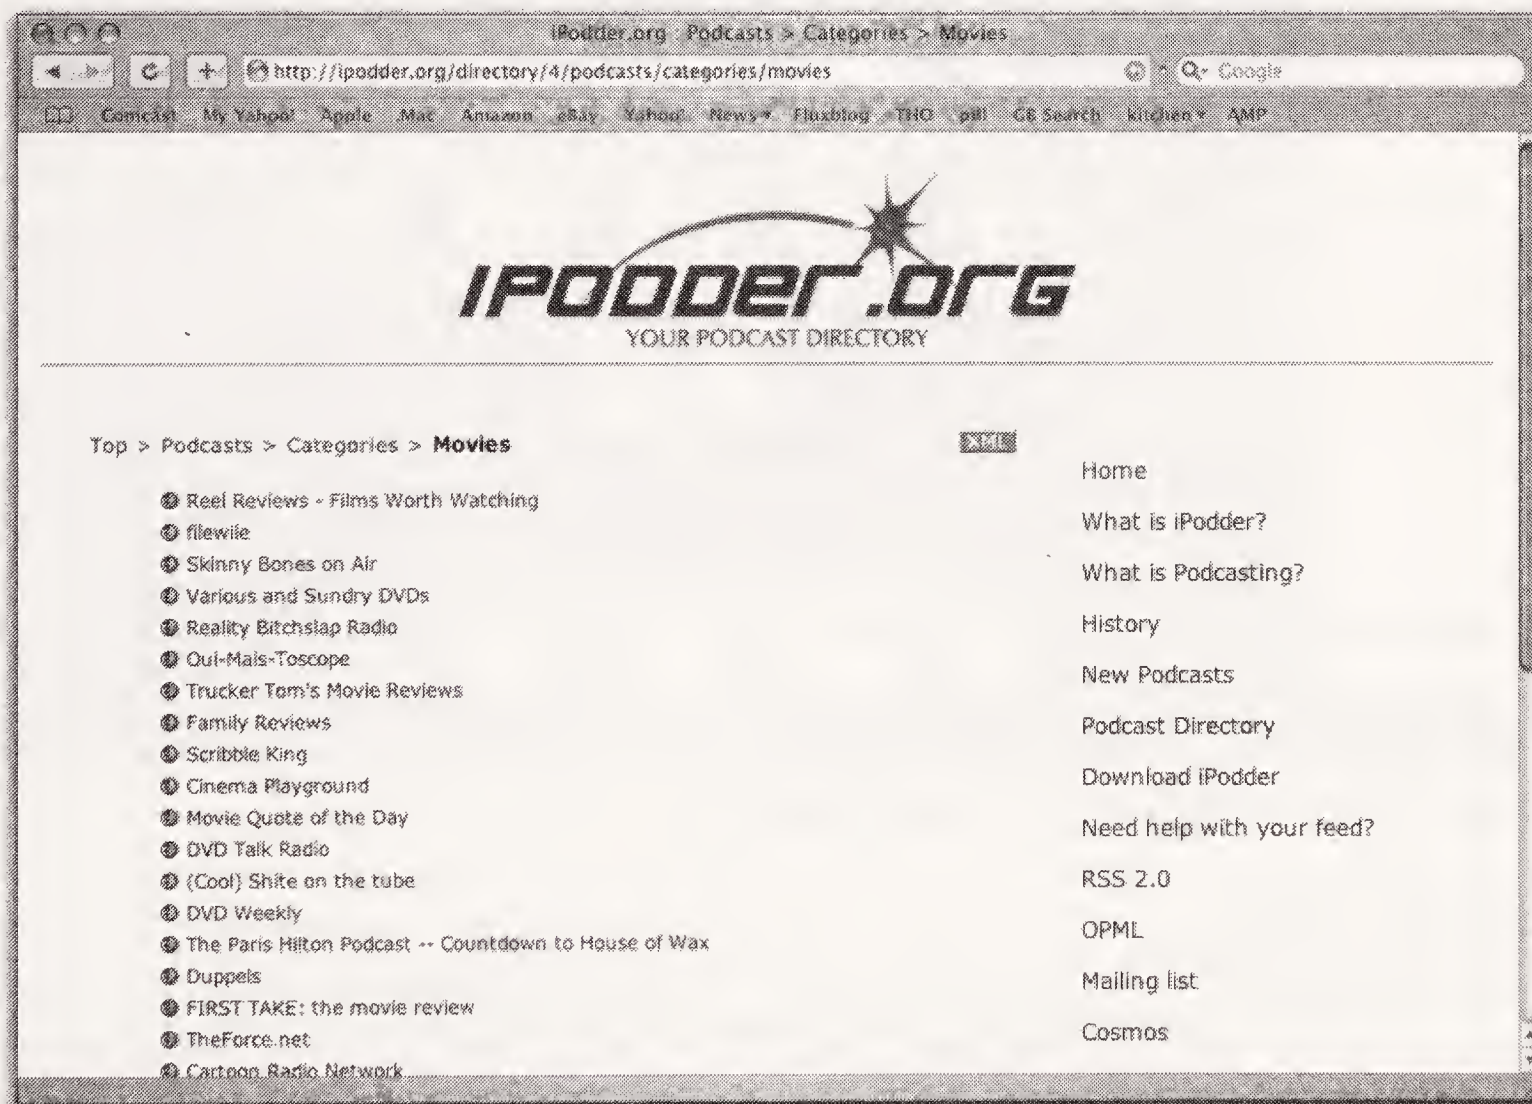 iPodder.org : Podcasts > Categories > Movies
http://ipodder.org/directory/4/podcasts/categories/movies
Google
Comcast My Yahoo! Apple .Mac Amazon eBay Yahoo! News Fluxblog THO pill GE Search kitchen AMP
iPodder.org
YOUR PODCAST DIRECTORY
Top > Podcasts > Categories > Movies
XML
Reel Reviews - Films Worth Watching
filewile
Skinny Bones on Air
Various and Sundry DVDs
Reality Bitchslap Radio
Oui-Mais-Toscope
Trucker Tom's Movie Reviews
Family Reviews
Scribble King
Cinema Playground
Movie Quote of the Day
DVD Talk Radio
(Cool) Shite on the tube
DVD Weekly
The Paris Hilton Podcast -- Countdown to House of Wax
Duppels
FIRST TAKE: the movie review
TheForce.net
Cartoon Radio Network
Home
What is iPodder?
What is Podcasting?
History
New Podcasts
Podcast Directory
Download iPodder
Need help with your feed?
RSS 2.0
OPML
Mailing list
Cosmos